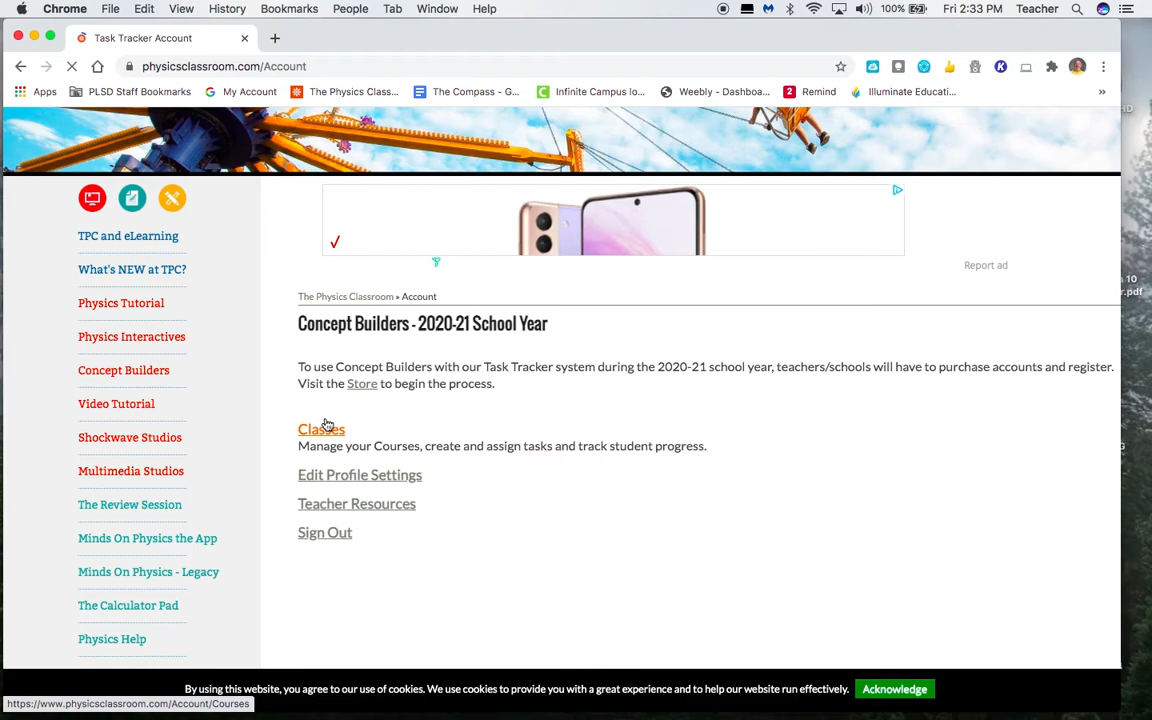 Chrome File Edit View History Bookmarks People Tab Window Help 100% Fri 2:33 PM Teacher
Task Tracker Account
physicsclassroom.com/Account
Apps PLSD Staff Bookmarks My Account The Physics Class... The Compass - G... Infinite Campus lo... Weebly - Dashboa... Remind Illuminate Educati... »
TPC and eLearning
What's NEW at TPC?
Physics Tutorial
Physics Interactives
Concept Builders
Video Tutorial
Shockwave Studios
Multimedia Studios
The Review Session
Minds On Physics the App
Minds On Physics - Legacy
The Calculator Pad
Physics Help
Report ad
The Physics Classroom » Account
Concept Builders - 2020-21 School Year
To use Concept Builders with our Task Tracker system during the 2020-21 school year, teachers/schools will have to purchase accounts and register.
Visit the Store to begin the process.
Classes
Manage your Courses, create and assign tasks and track student progress.
Edit Profile Settings
Teacher Resources
Sign Out
By using this website, you agree to our use of cookies. We use cookies to provide you with a great experience and to help our website run effectively. Acknowledge
https://www.physicsclassroom.com/Account/Courses